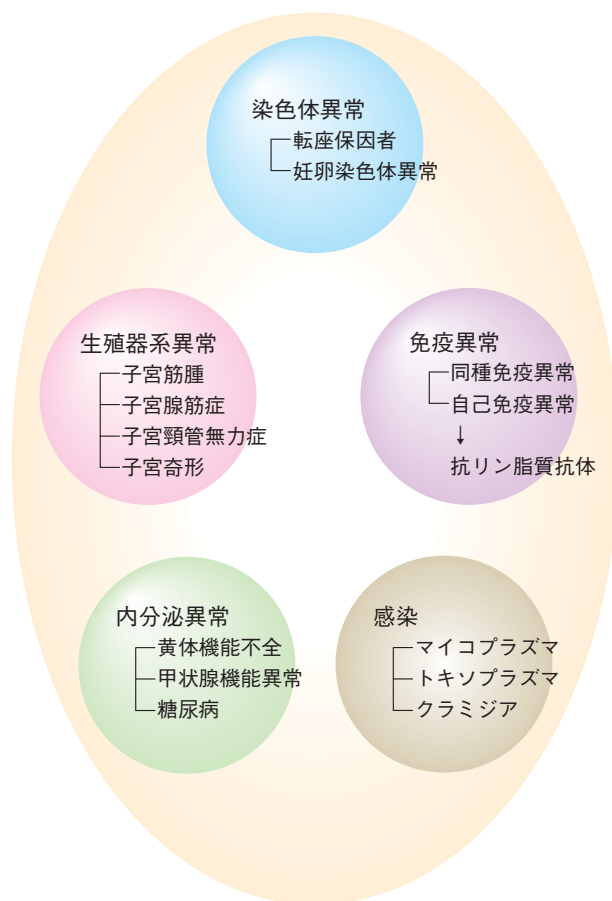 染色体異常
転座保因者
妊卵染色体異常
生殖器系異常
子宮筋腫
子宮腺筋症
子宮頸管無力症
子宮奇形
免疫異常
同種免疫異常
自己免疫異常
↓
抗リン脂質抗体
内分泌異常
黄体機能不全
甲状腺機能異常
糖尿病
感染
マイコプラズマ
トキソプラズマ
クラミジア